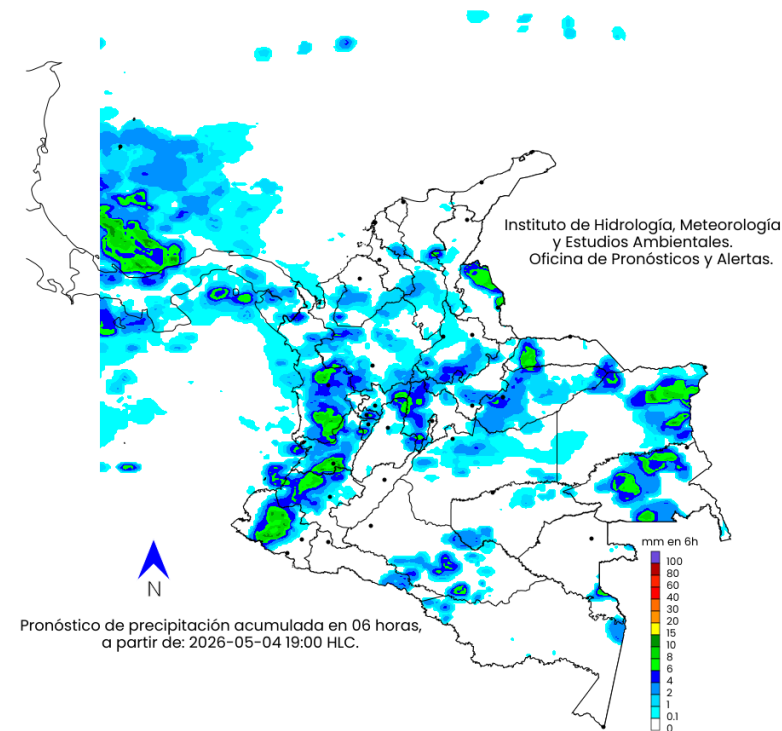 Instituto de Hidrología, Meteorología
y Estudios Ambientales.
Oficina de Pronósticos y Alertas.
mm en 6h
100
80
60
40
30
20
15
10
8
6
4
2
1
0.1
0
N
Pronóstico de precipitación acumulada en 06 horas,
a partir de: 2026-05-04 19:00 HLC.